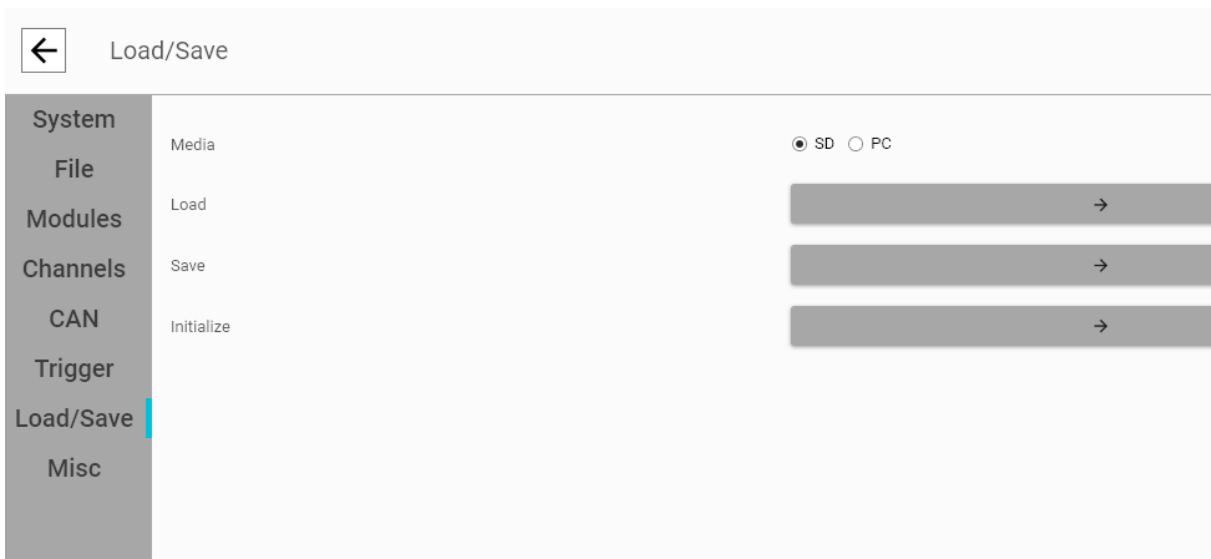 Load/Save
System
File
Modules
Channels
CAN
Trigger
Load/Save
Misc
Media SD PC
Load
Save
Initialize